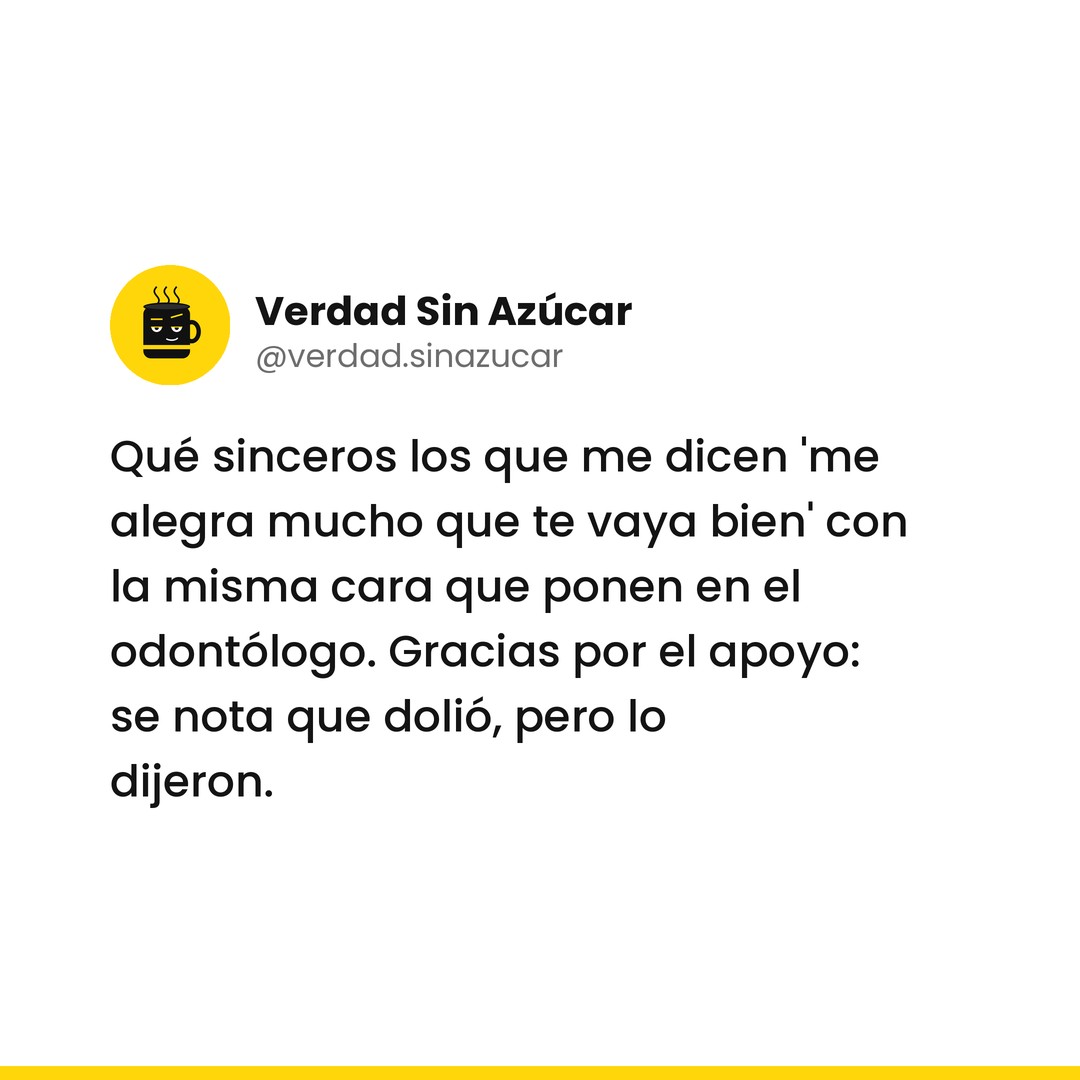 Verdad Sin Azúcar
@verdad.sinazucar
Qué sinceros los que me dicen 'me
alegra mucho que te vaya bien' con
la misma cara que ponen en el
odontólogo. Gracias por el apoyo:
se nota que dolió, pero lo
dijeron.